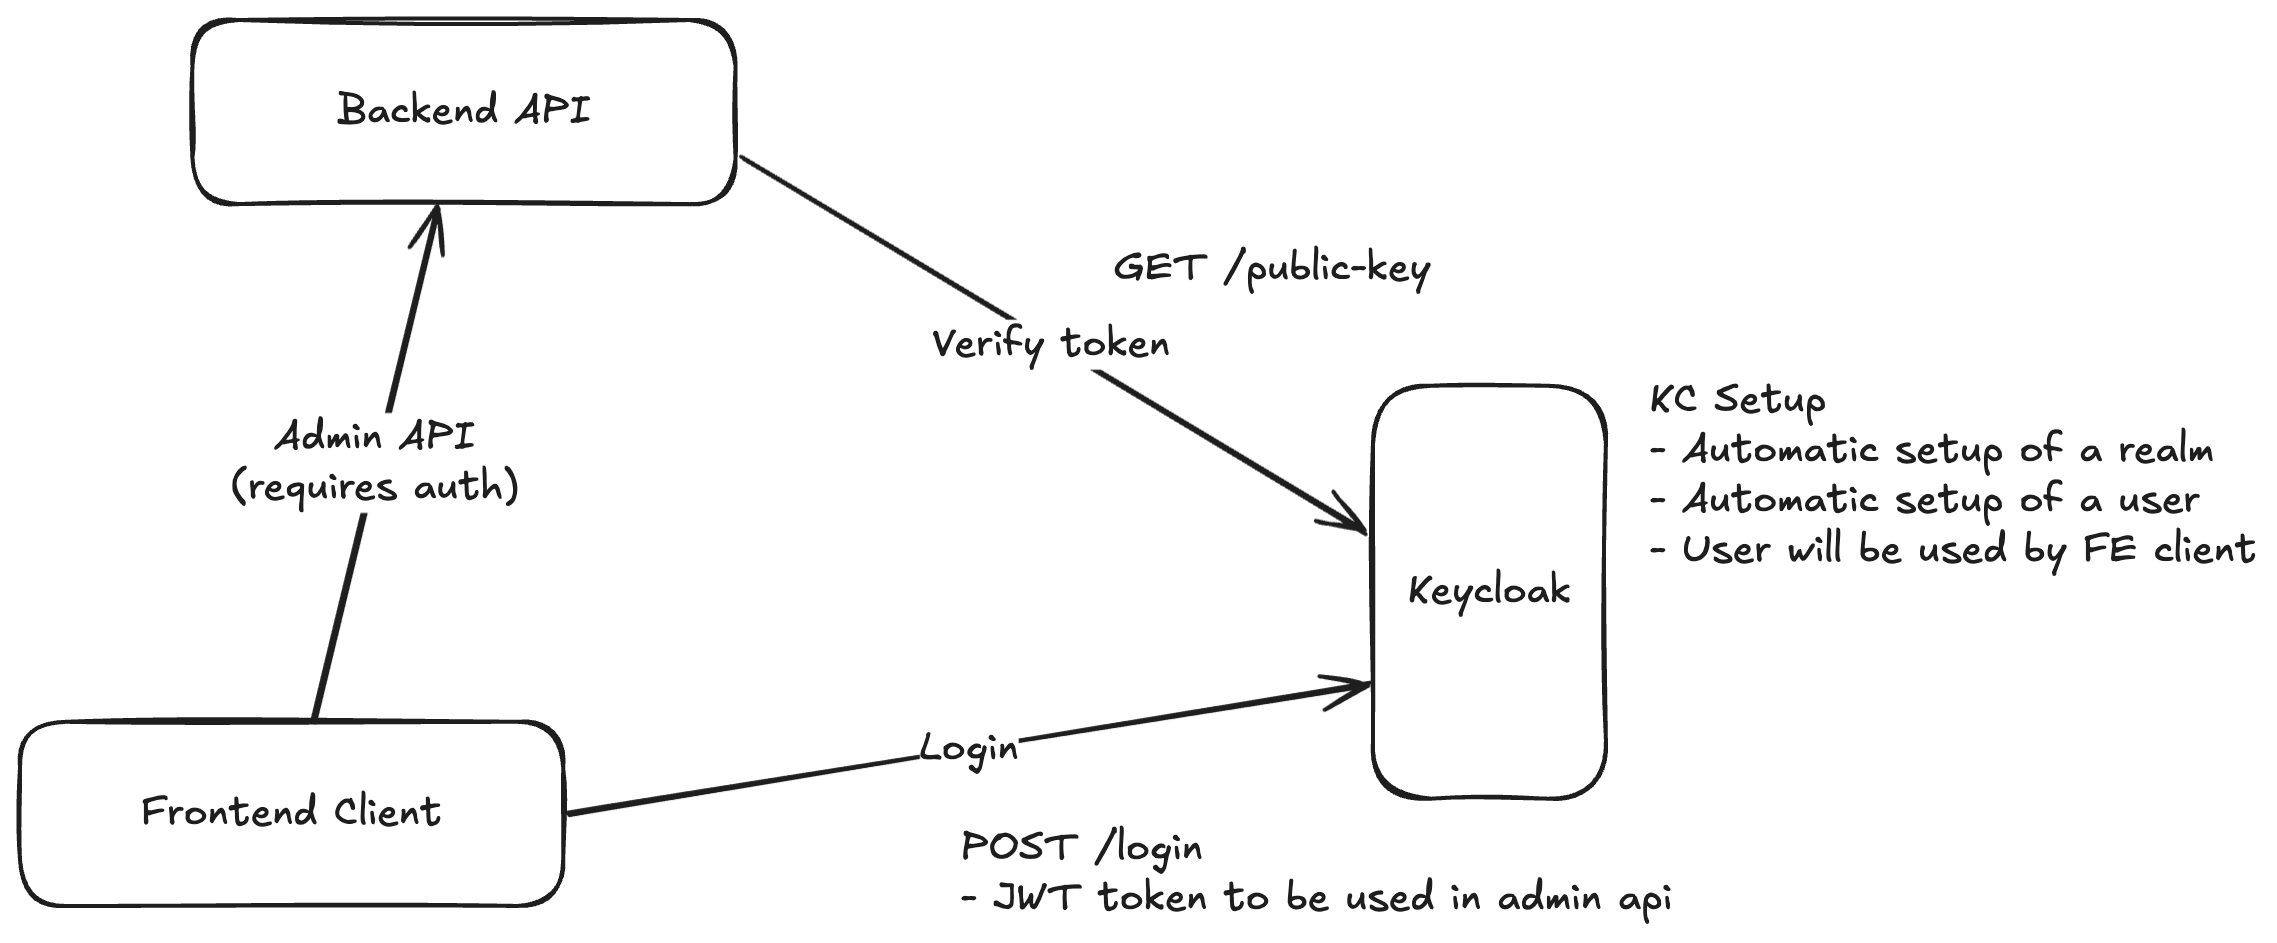 Backend API
GET /public-key
Verify token
KC Setup
- Automatic setup of a realm
- Automatic setup of a user
- User will be used by FE client
Admin API
(requires auth)
Keycloak
Login
Frontend Client
POST /login
- JWT token to be used in admin api